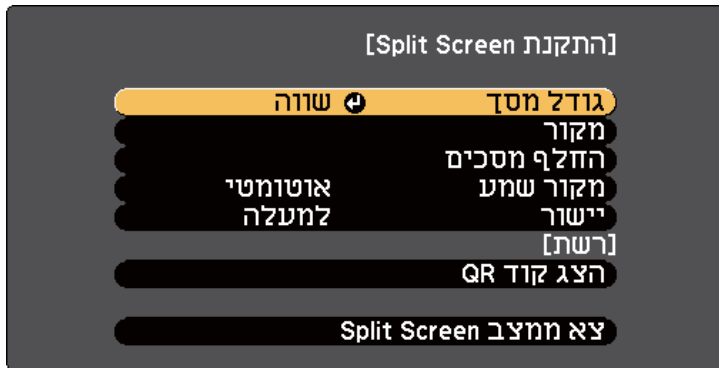 [התקנת Split Screen]
גודל מסך שווה
מקור
החלף מסכים
מקור שמע אוטומטי
יישור למעלה
[רשת]
הצג קוד QR
צא ממצב Split Screen